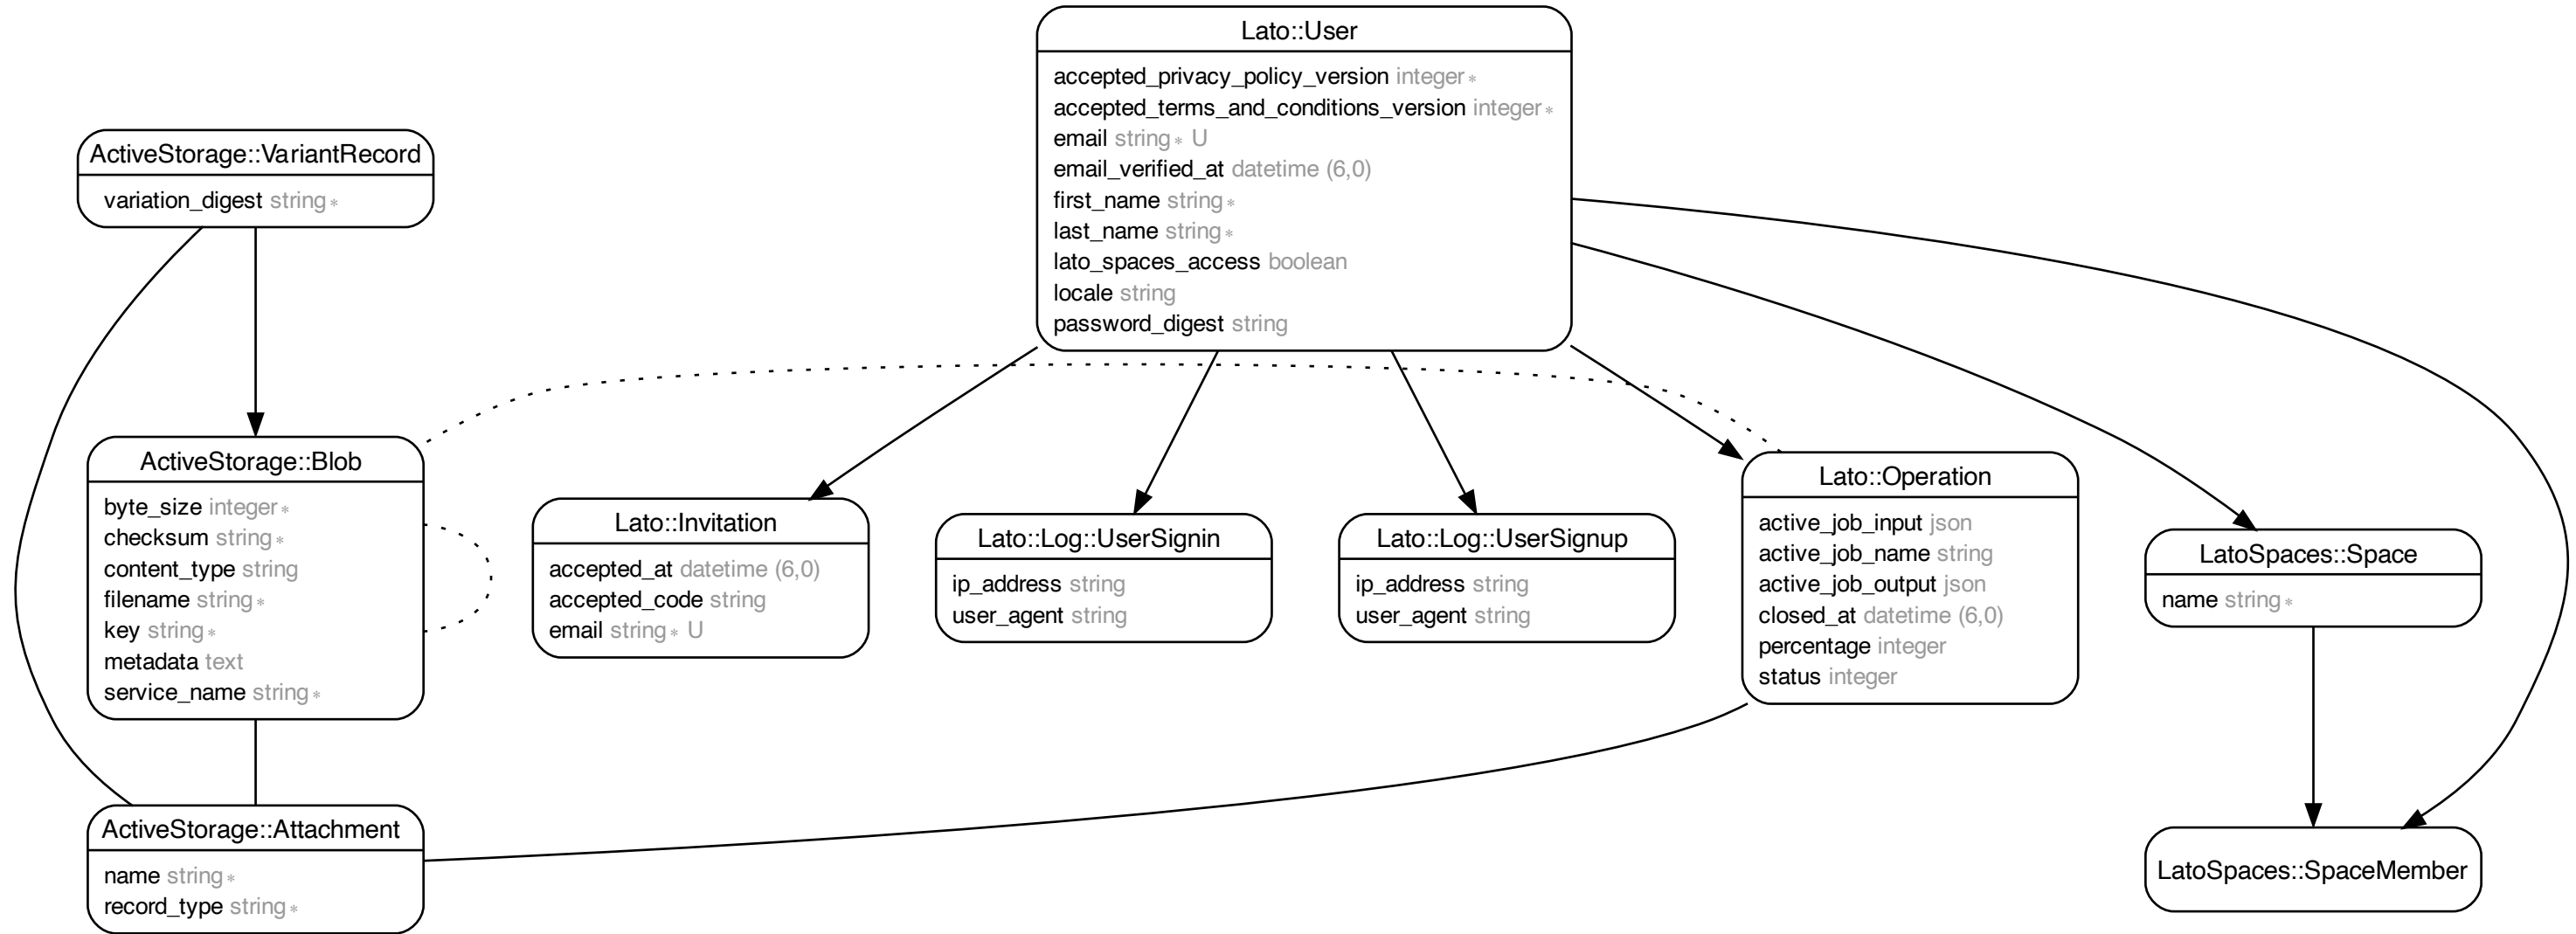 Lato::User
accepted_privacy_policy_version integer *
accepted_terms_and_conditions_version integer *
email string * U
email_verified_at datetime (6,0)
first_name string *
last_name string *
lato_spaces_access boolean
locale string
password_digest string
ActiveStorage::VariantRecord
variation_digest string *
ActiveStorage::Blob
byte_size integer *
checksum string *
content_type string
filename string *
key string *
metadata text
service_name string *
Lato::Invitation
accepted_at datetime (6,0)
accepted_code string
email string * U
Lato::Log::UserSignin
ip_address string
user_agent string
Lato::Log::UserSignup
ip_address string
user_agent string
Lato::Operation
active_job_input json
active_job_name string
active_job_output json
closed_at datetime (6,0)
percentage integer
status integer
LatoSpaces::Space
name string *
ActiveStorage::Attachment
name string *
record_type string *
LatoSpaces::SpaceMember